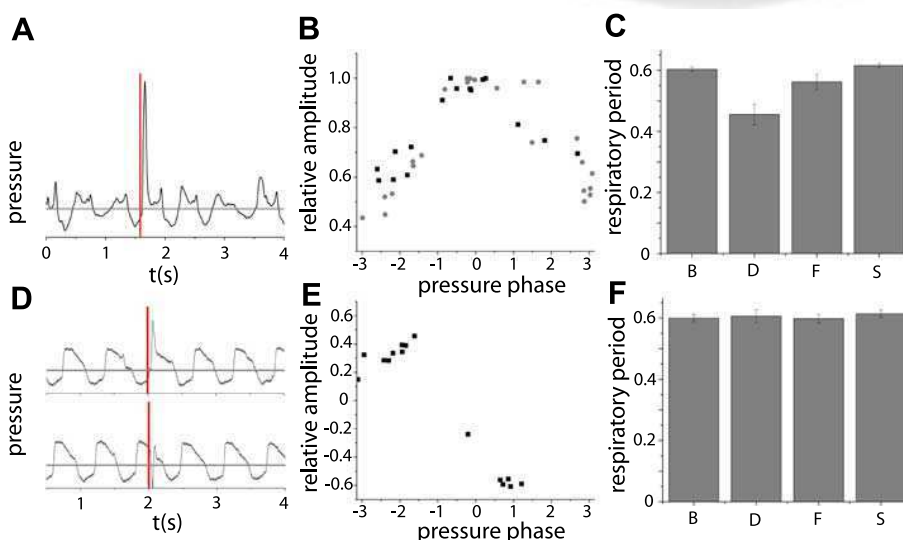 A
pressure
0 1 2 3 4
t(s)
B
relative amplitude
1.0
0.8
0.6
0.4
-3 -2 -1 0 1 2 3
pressure phase
C
respiratory period
0.6
0.4
0.2
0
B D F S
D
pressure
1 2 3 4
t(s)
E
relative amplitude
0.4
0.2
0
-0.2
-0.4
-0.6
-3 -2 -1 0 1 2 3
pressure phase
F
respiratory period
0.6
0.4
0.2
0
B D F S